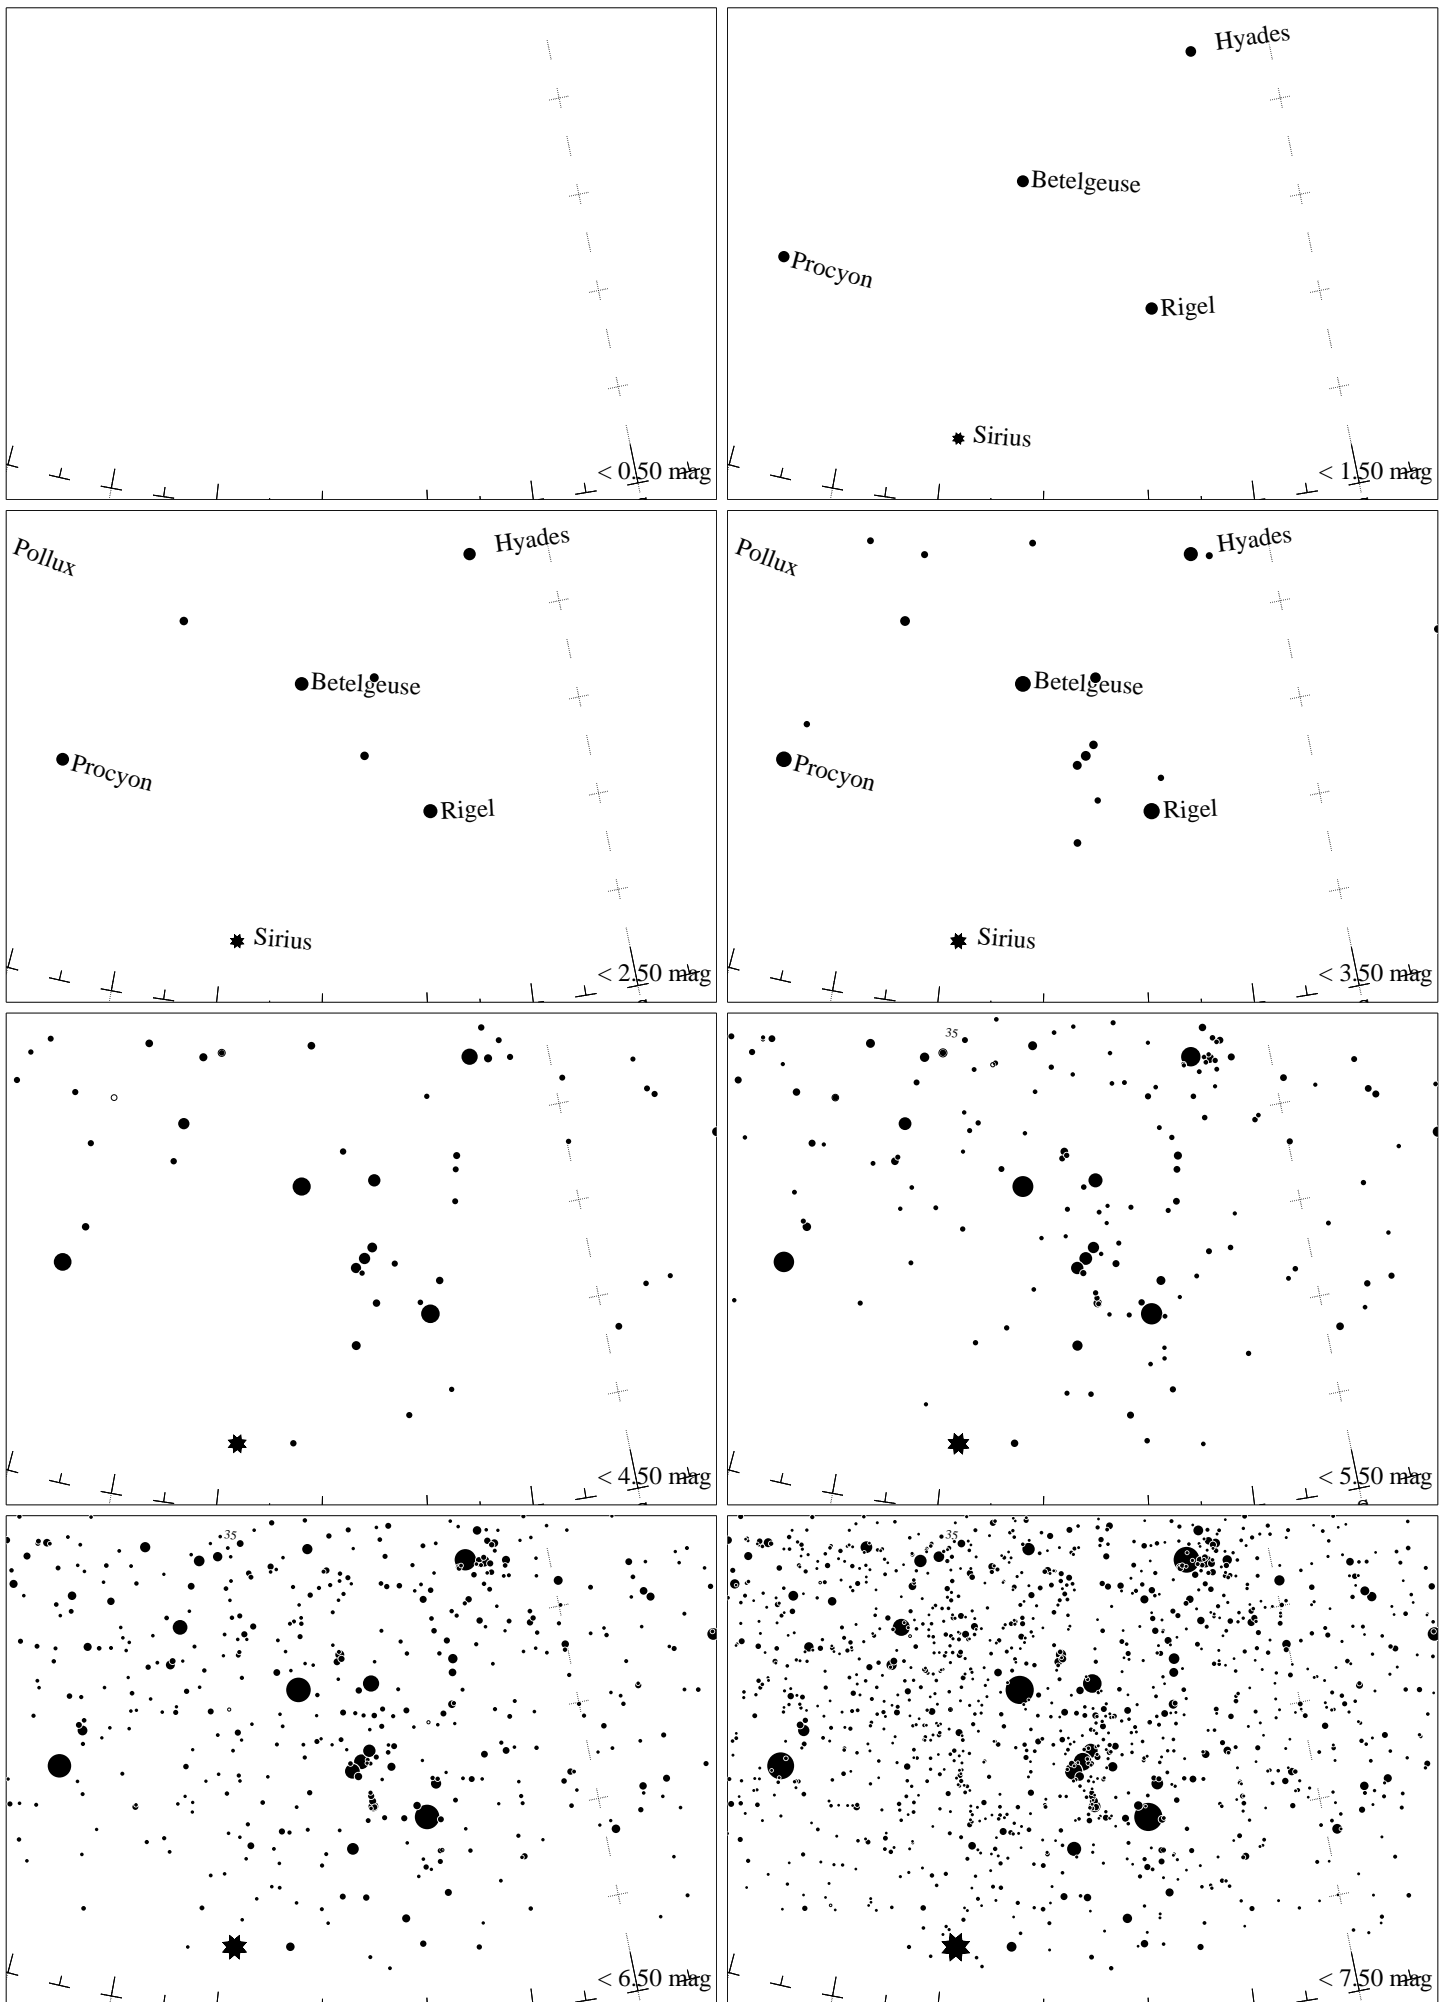 < 0.50 mag
Hyades
Betelgeuse
Procyon
Rigel
Sirius
< 1.50 mag
Pollux
Hyades
Betelgeuse
Procyon
Rigel
Sirius
< 2.50 mag
Pollux
Hyades
Betelgeuse
Procyon
Rigel
Sirius
< 3.50 mag
< 4.50 mag
35
< 5.50 mag
35
< 6.50 mag
35
< 7.50 mag